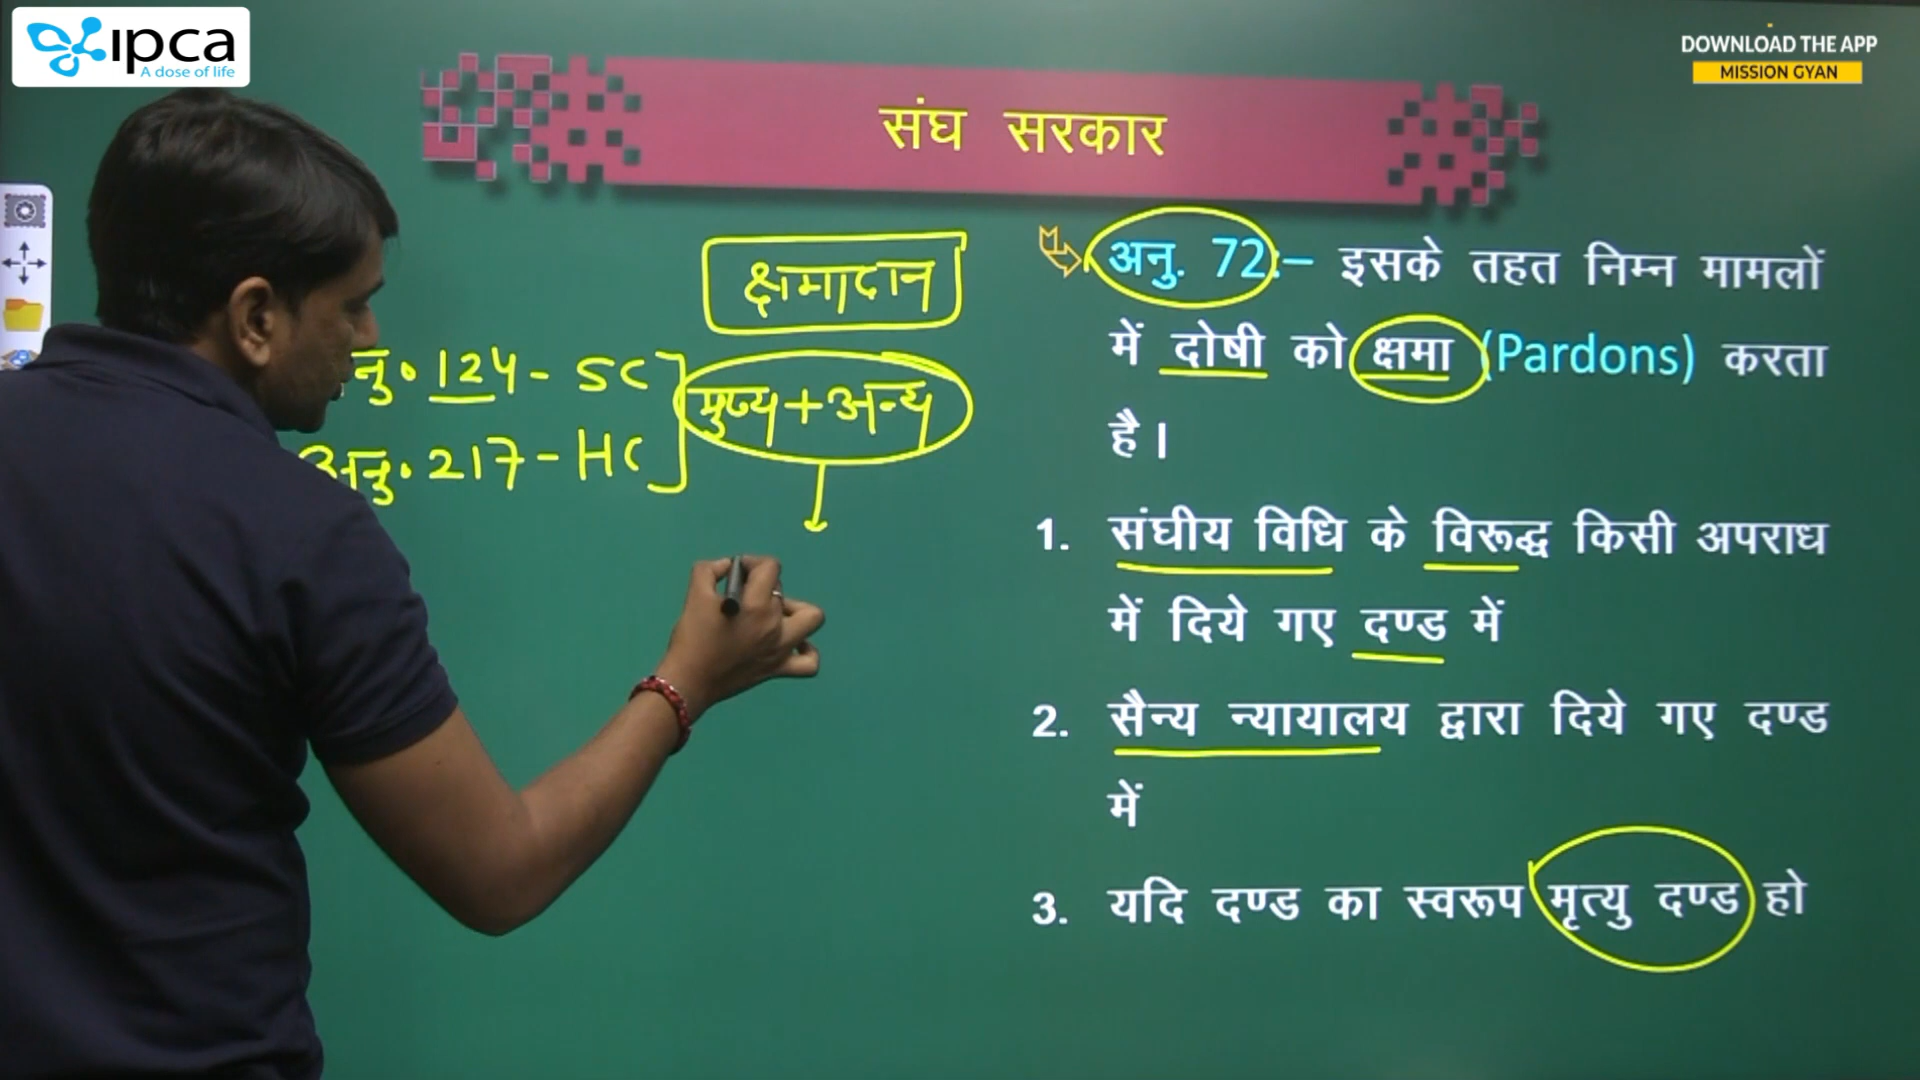 ipca
A dose of life
DOWNLOAD THE APP
MISSION GYAN
संघ सरकार
क्षमादान
नु. 124 - SC
मुख्य + अन्य
अनु. 217 - HC
अनु. 72:– इसके तहत निम्न मामलों
में दोषी को क्षमा (Pardons) करता
है।
1. संघीय विधि के विरूद्ध किसी अपराध
में दिये गए दण्ड में
2. सैन्य न्यायालय द्वारा दिये गए दण्ड
में
3. यदि दण्ड का स्वरूप मृत्यु दण्ड हो